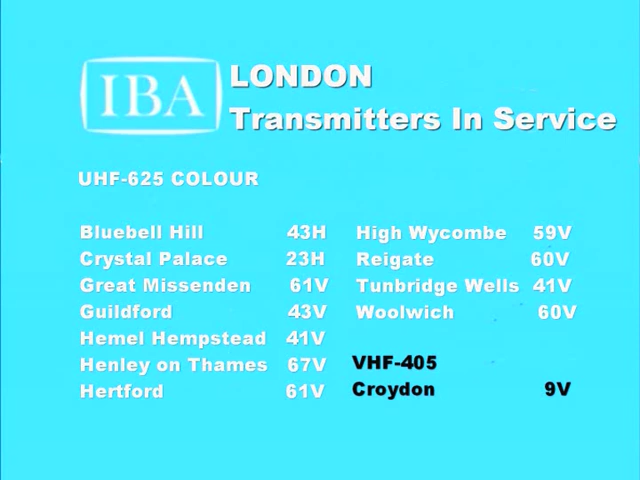 IBA
LONDON
Transmitters In Service
UHF-625 COLOUR
Bluebell Hill 43H
Crystal Palace 23H
Great Missenden 61V
Guildford 43V
Hemel Hempstead 41V
Henley on Thames 67V
Hertford 61V
High Wycombe 59V
Reigate 60V
Tunbridge Wells 41V
Woolwich 60V
VHF-405
Croydon 9V